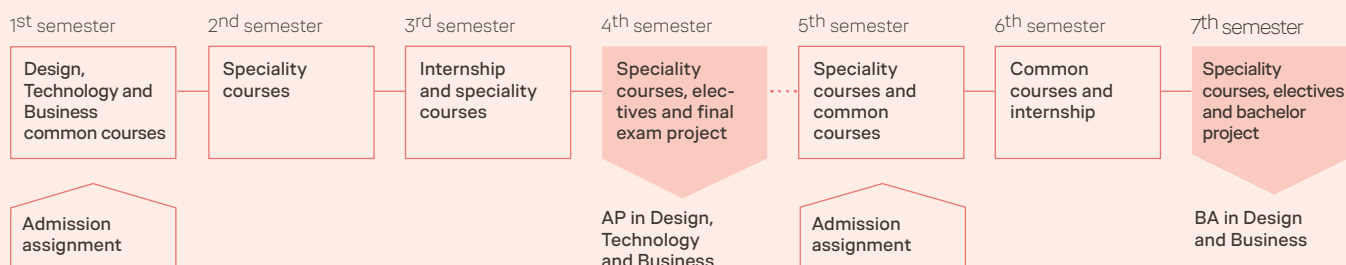 1st semester
2nd semester
3rd semester
4th semester
5th semester
6th semester
7th semester
Design,
Technology and
Business
common courses
Speciality
courses
Internship
and speciality
courses
Speciality
courses, elec-
tives and final
exam project
Speciality
courses and
common
courses
Common
courses and
internship
Speciality
courses, electives
and bachelor
project
Admission
assignment
AP in Design,
Technology
and Business
Admission
assignment
BA in Design
and Business